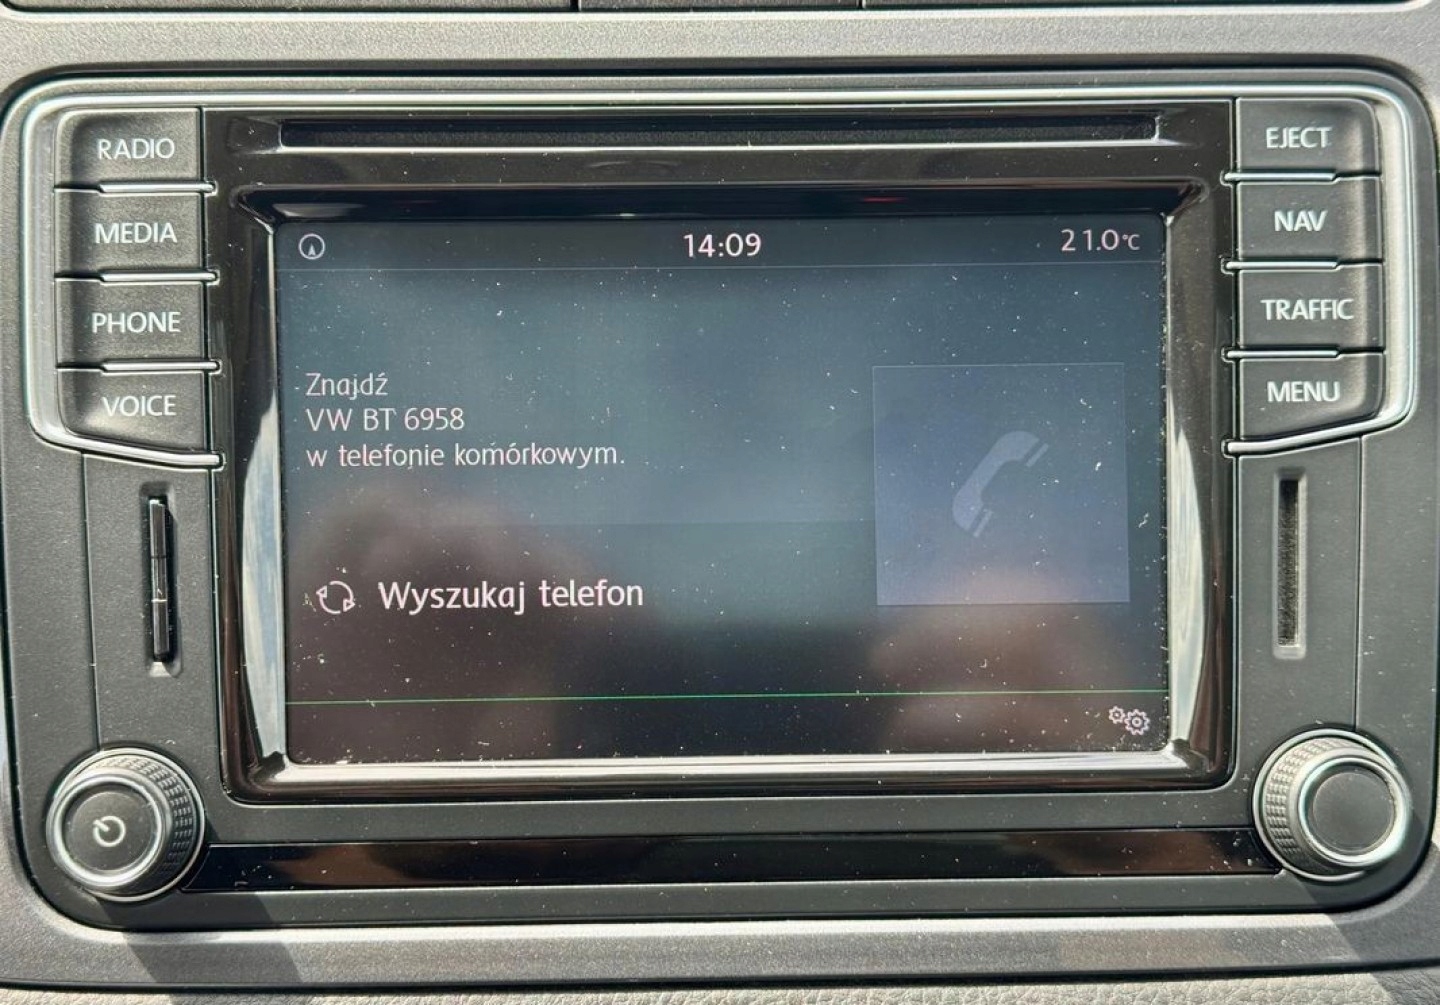 RADIO
MEDIA
PHONE
VOICE
14:09
21.0°C
Znajdź
VW BT 6958
w telefonie komórkowym.
Wyszukaj telefon
EJECT
NAV
TRAFFIC
MENU